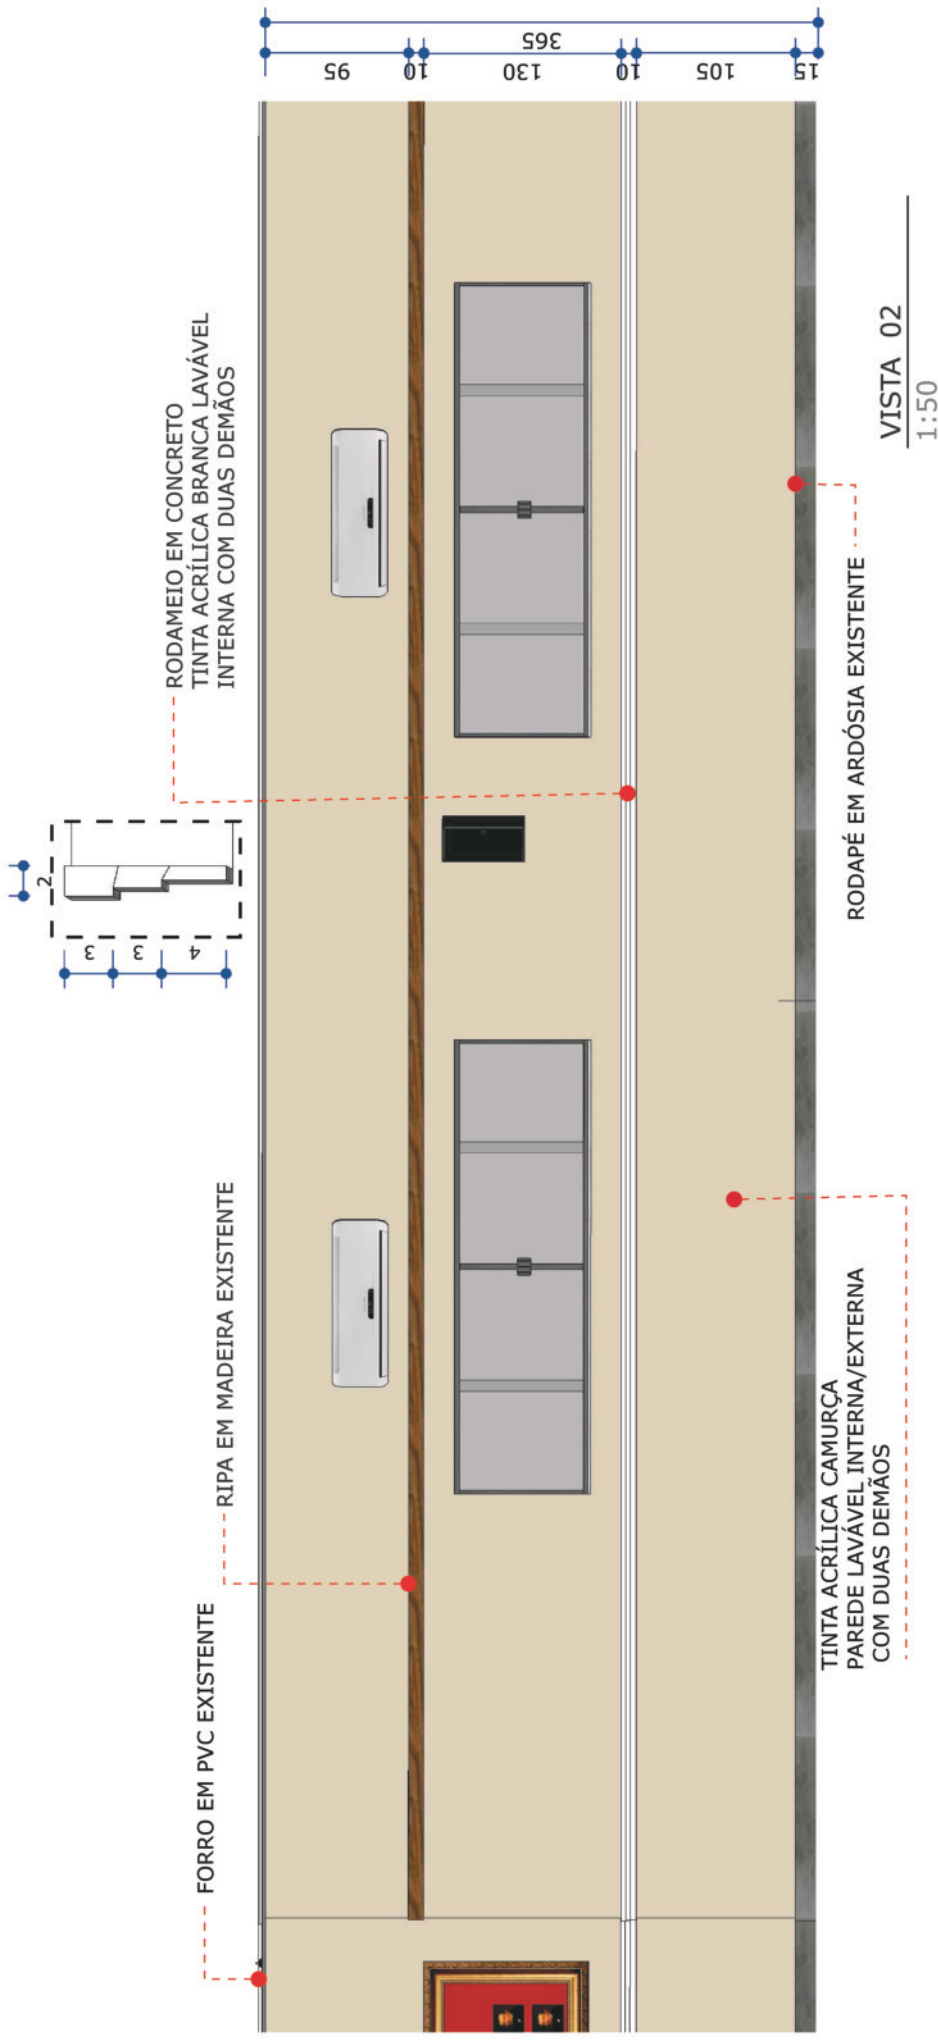 FORRO EM PVC EXISTENTE
RIPA EM MADEIRA EXISTENTE
3
3
4
2
RODAMEIO EM CONCRETO
TINTA ACRÍLICA BRANCA LAVÁVEL
INTERNA COM DUAS DEMÃOS
95
10
130
10
105
15
365
TINTA ACRÍLICA CAMURÇA
PAREDE LAVÁVEL INTERNA/EXTERNA
COM DUAS DEMÃOS
RODAPÉ EM ARDÓSIA EXISTENTE
VISTA 02
1:50